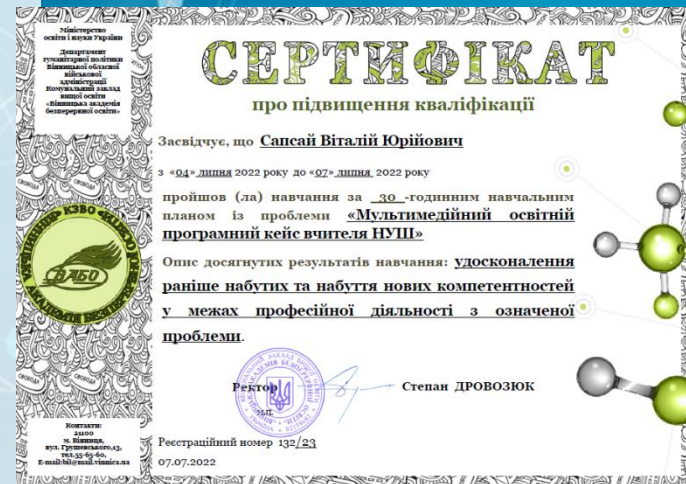 Міністерство
освіти і науки України
Департамент
гуманітарної політики
Вінницької обласної
військової
адміністрації
Комунальний заклад
вищої освіти
«Вінницька академія
безперервної освіти»
СЕРТИФІКАТ
про підвищення кваліфікації
Засвідчує, що Сапсай Віталій Юрійович
з «04» липня 2022 року до «07» липня 2022 року
пройшов (ла) навчання за 30 -годинним навчальним
планом із проблеми «Мультимедійний освітній
програмний кейс вчителя НУШ»
Опис досягнутих результатів навчання: удосконалення
раніше набутих та набуття нових компетентностей
у межах професійної діяльності з означеної
проблеми.
ВАБО
Ректор Степан ДРОВОЗЮК
М.П.
Контакти:
21100
м. Вінниця,
вул. Грушевського,13,
тел.55-65-60,
E-mail:bil@mail.vinnica.ua
Реєстраційний номер 132/23
07.07.2022